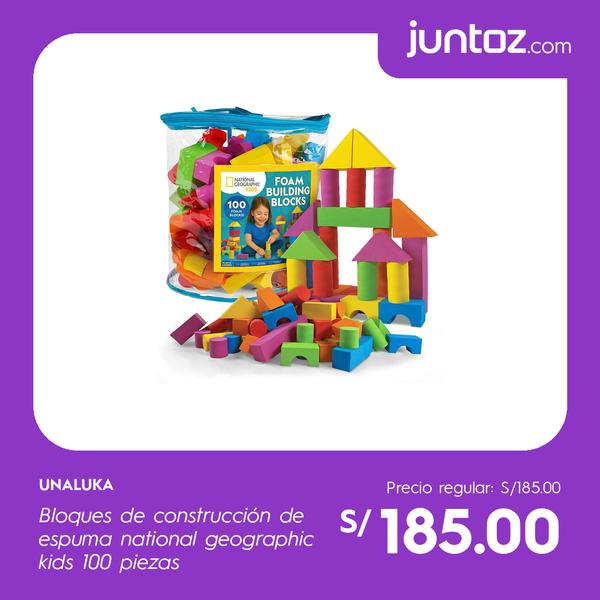 juntoz.com
NATIONAL
GEOGRAPHIC
KIDS
FOAM
BUILDING
BLOCKS
100
FOAM
BLOCKS!
UNALUKA
Bloques de construcción de
espuma national geographic
kids 100 piezas
Precio regular: S/185.00
S/185.00